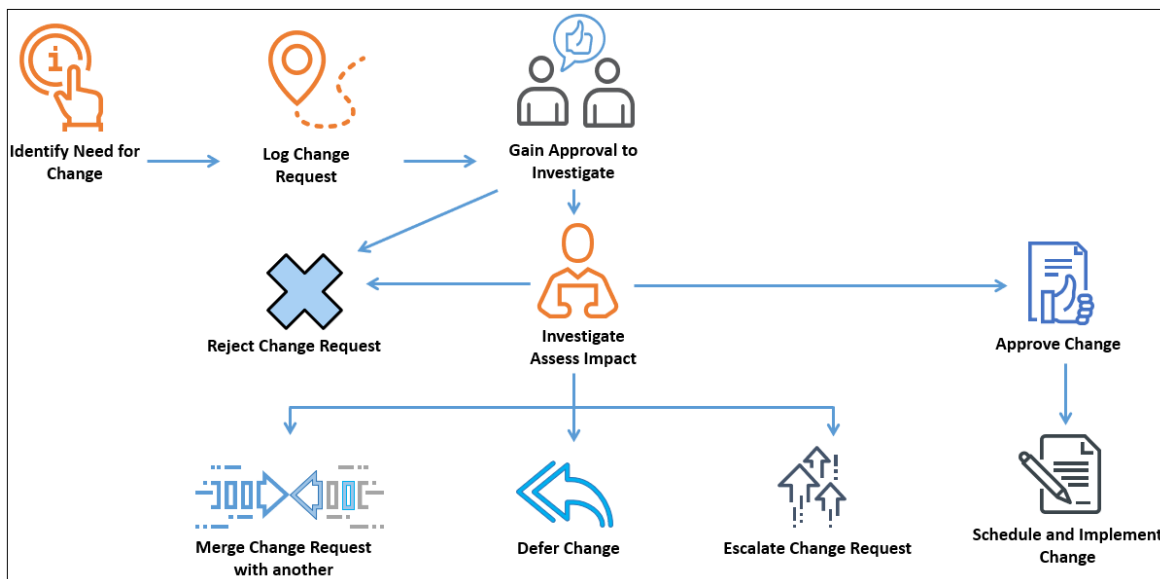 Identify Need for
Change
Log Change
Request
Gain Approval to
Investigate
Reject Change Request
Investigate
Assess Impact
Approve Change
Merge Change Request
with another
Defer Change
Escalate Change Request
Schedule and Implement
Change